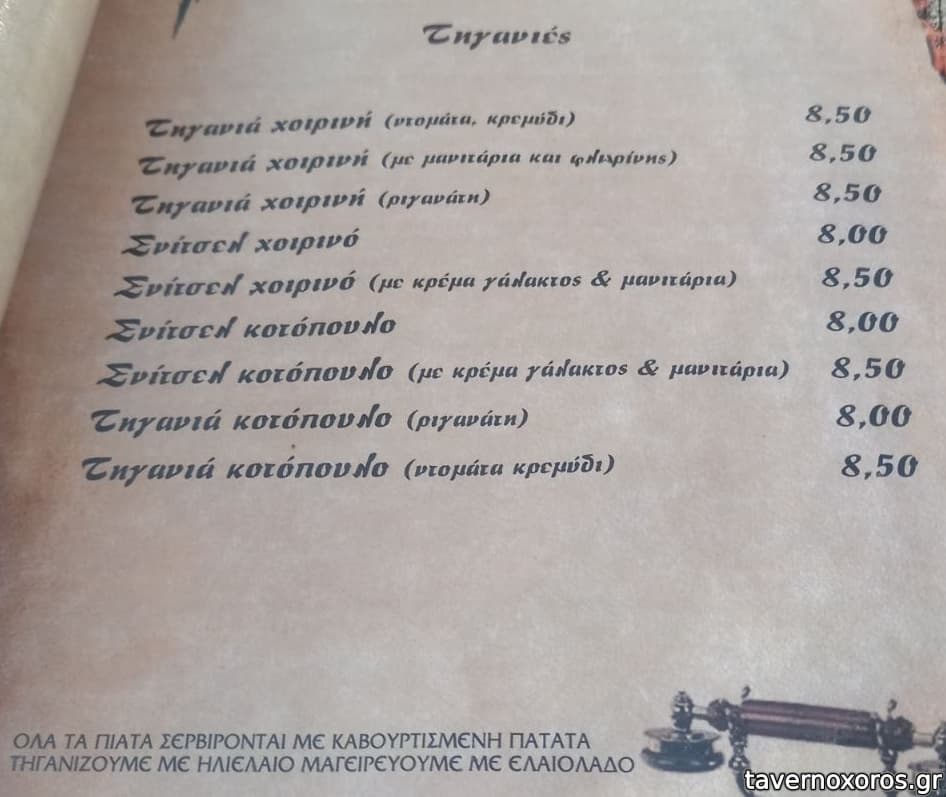 Τηγανιές
Τηγανιά χοιρινή (ντομάτα, κρεμύδι) 8,50
Τηγανιά χοιρινή (με μανιτάρια και φλωρίνης) 8,50
Τηγανιά χοιρινή (ριγανάτη) 8,50
Σνίτσελ χοιρινό 8,00
Σνίτσελ χοιρινό (με κρέμα γάλακτος & μανιτάρια) 8,50
Σνίτσελ κοτόπουλο 8,00
Σνίτσελ κοτόπουλο (με κρέμα γάλακτος & μανιτάρια) 8,50
Τηγανιά κοτόπουλο (ριγανάτη) 8,00
Τηγανιά κοτόπουλο (ντομάτα κρεμύδι) 8,50
ΟΛΑ ΤΑ ΠΙΑΤΑ ΣΕΡΒΙΡΟΝΤΑΙ ΜΕ ΚΑΒΟΥΡΤΙΣΜΕΝΗ ΠΑΤΑΤΑ
ΤΗΓΑΝΙΖΟΥΜΕ ΜΕ ΗΛΙΕΛΑΙΟ ΜΑΓΕΙΡΕΥΟΥΜΕ ΜΕ ΕΛΑΙΟΛΑΔΟ
tavernoxoros.gr